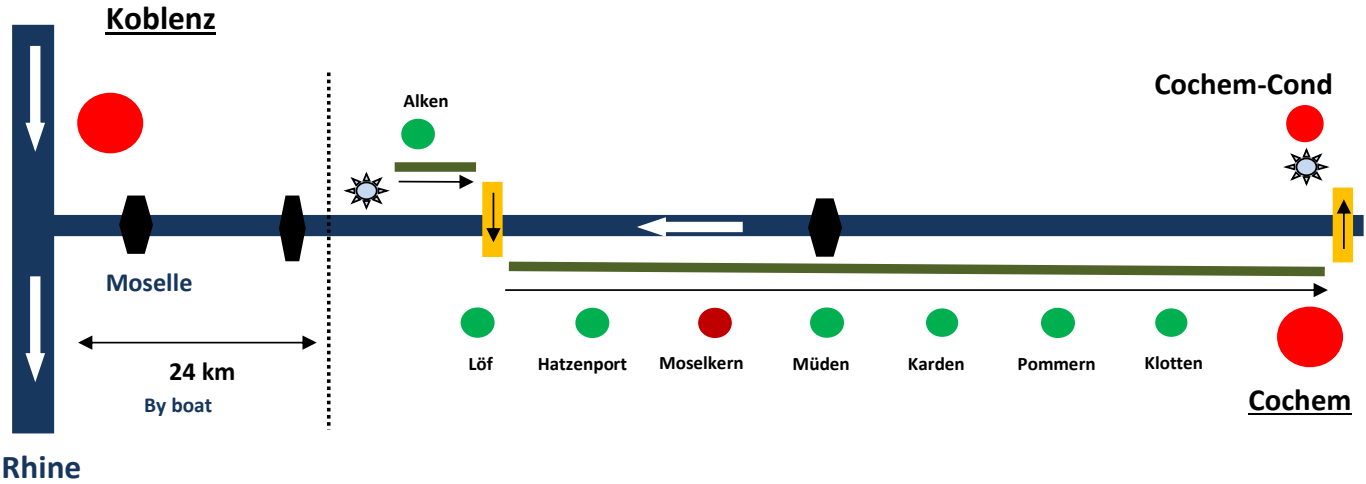 Koblenz
Cochem-Cond
Alken
Moselle
24 km
By boat
Löf
Hatzenport
Moselkern
Müden
Karden
Pommern
Klotten
Cochem
Rhine